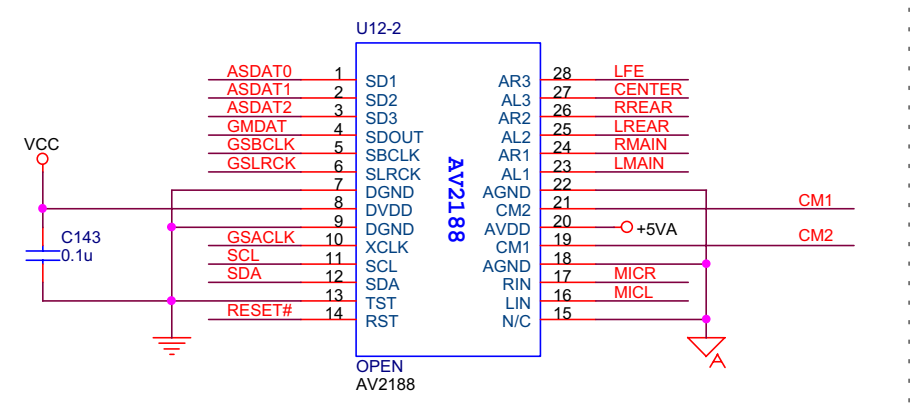 U12-2
ASDAT0 1 SD1 AR3 28 LFE
ASDAT1 2 SD2 AL3 27 CENTER
ASDAT2 3 SD3 AR2 26 RREAR
GMDAT 4 SDOUT AL2 25 LREAR
GSBCLK 5 SBCLK AR1 24 RMAIN
GSLRCK 6 SLRCK AL1 23 LMAIN
7 DGND AGND 22
8 DVDD CM2 21 CM1
9 DGND AVDD 20 +5VA
GSACLK 10 XCLK CM1 19 CM2
SCL 11 SCL AGND 18
SDA 12 SDA RIN 17 MICR
13 TST LIN 16 MICL
RESET# 14 RST N/C 15
VCC
C143
0.1u
AV2188
A
OPEN
AV2188